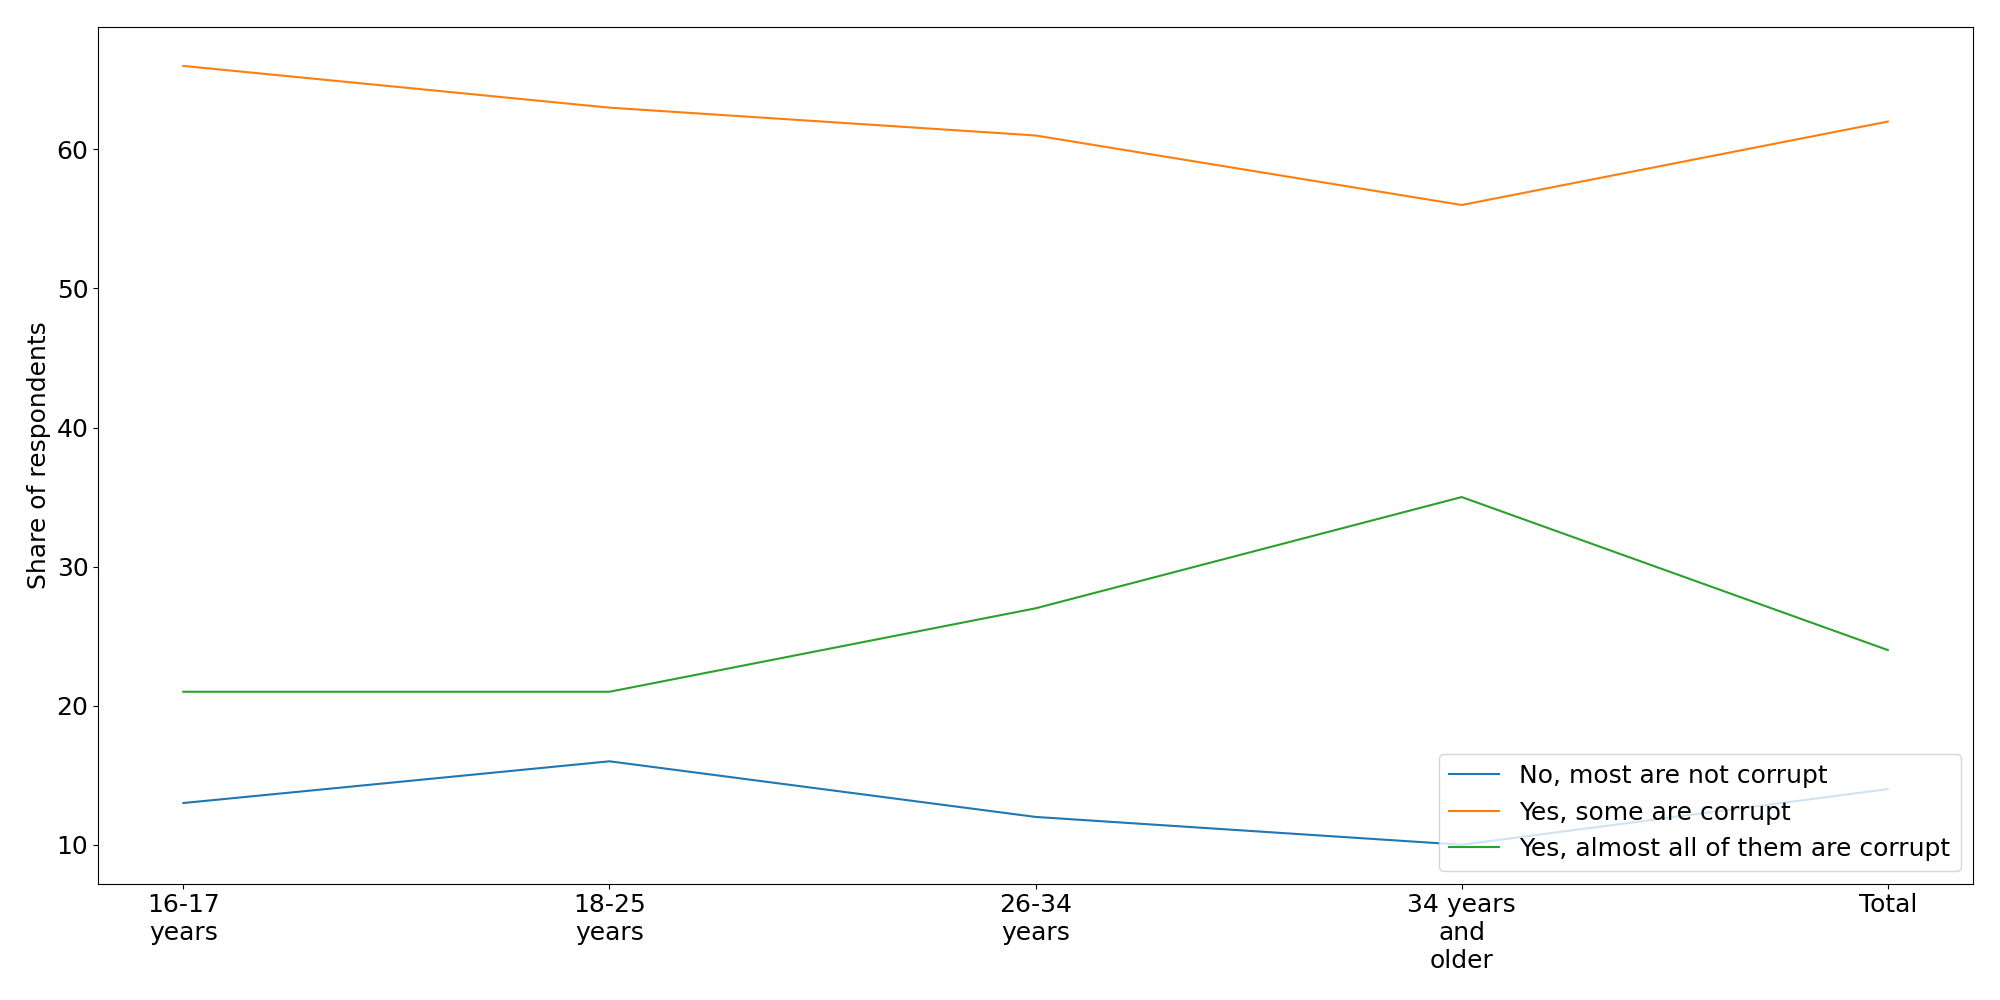 Share of respondents
60
50
40
30
20
10
16-17
years
18-25
years
26-34
years
34 years
and
older
Total
No, most are not corrupt
Yes, some are corrupt
Yes, almost all of them are corrupt